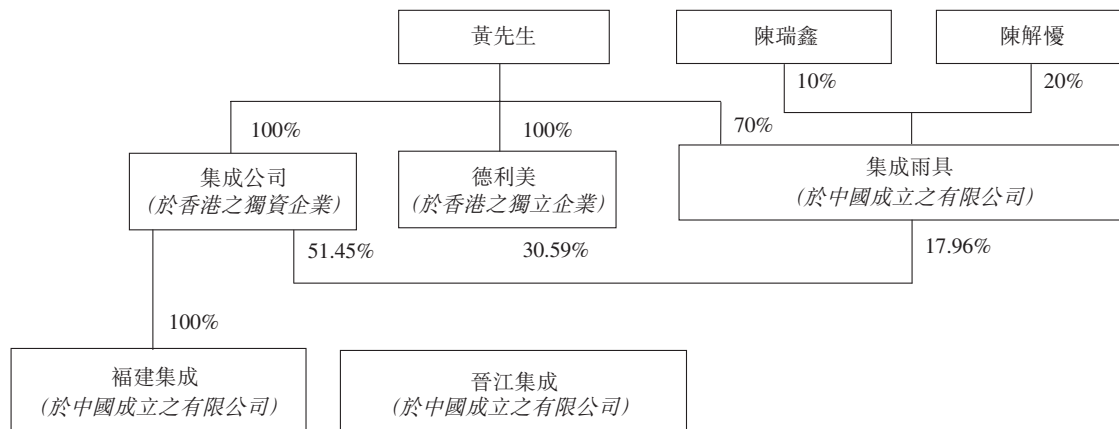 黃先生
陳瑞鑫
陳解懮
10%
20%
100%
100%
70%
集成公司
(於香港之獨資企業)
德利美
(於香港之獨立企業)
集成雨具
(於中國成立之有限公司)
51.45%
30.59%
17.96%
100%
福建集成
(於中國成立之有限公司)
晉江集成
(於中國成立之有限公司)